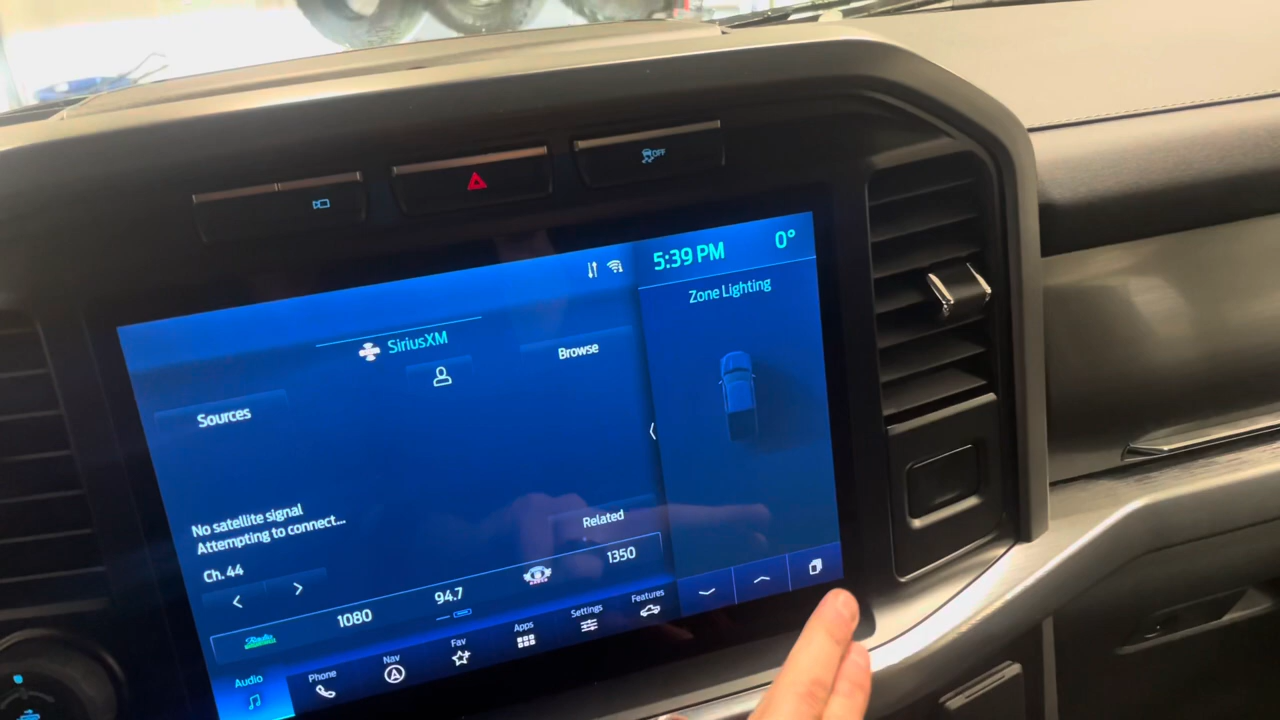 OFF
5:39 PM
0°
Zone Lighting
SiriusXM
Browse
Sources
No satellite signal
Attempting to connect...
Ch. 44
Related
1080
94.7
1350
Audio
Phone
Nav
Fav
Apps
Settings
Features